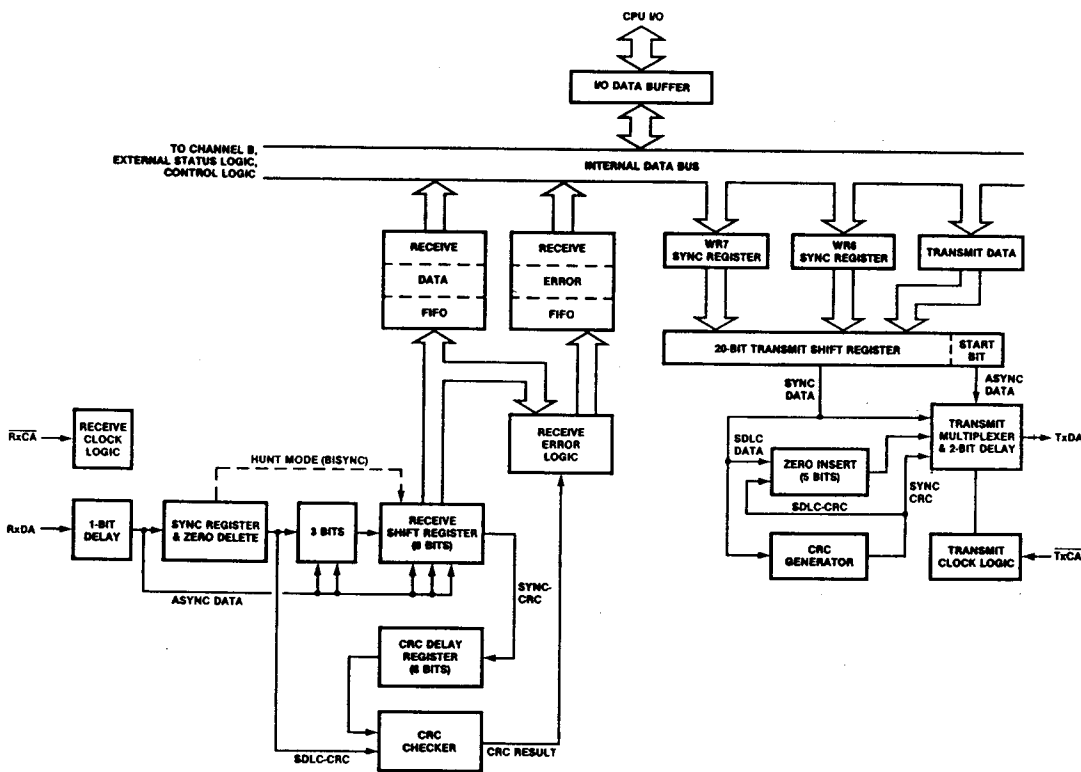 CPU I/O
I/O DATA BUFFER
TO CHANNEL B,
EXTERNAL STATUS LOGIC,
CONTROL LOGIC
INTERNAL DATA BUS
RECEIVE
DATA
FIFO
RECEIVE
ERROR
FIFO
WR7
SYNC REGISTER
WR6
SYNC REGISTER
TRANSMIT DATA
20-BIT TRANSMIT SHIFT REGISTER
START
BIT
SYNC
DATA
ASYNC
DATA
RxCA
RECEIVE
CLOCK
LOGIC
HUNT MODE (BISYNC)
RECEIVE
ERROR
LOGIC
RxDA
1-BIT
DELAY
SYNC REGISTER
& ZERO DELETE
3 BITS
RECEIVE
SHIFT REGISTER
(8 BITS)
ASYNC DATA
SYNC-
CRC
CRC DELAY
REGISTER
(8 BITS)
CRC
CHECKER
SDLC-CRC
CRC RESULT
SDLC
DATA
ZERO INSERT
(5 BITS)
SDLC-CRC
CRC
GENERATOR
SYNC
CRC
TRANSMIT
MULTIPLEXER
& 2-BIT DELAY
TxDA
TRANSMIT
CLOCK LOGIC
TxCA